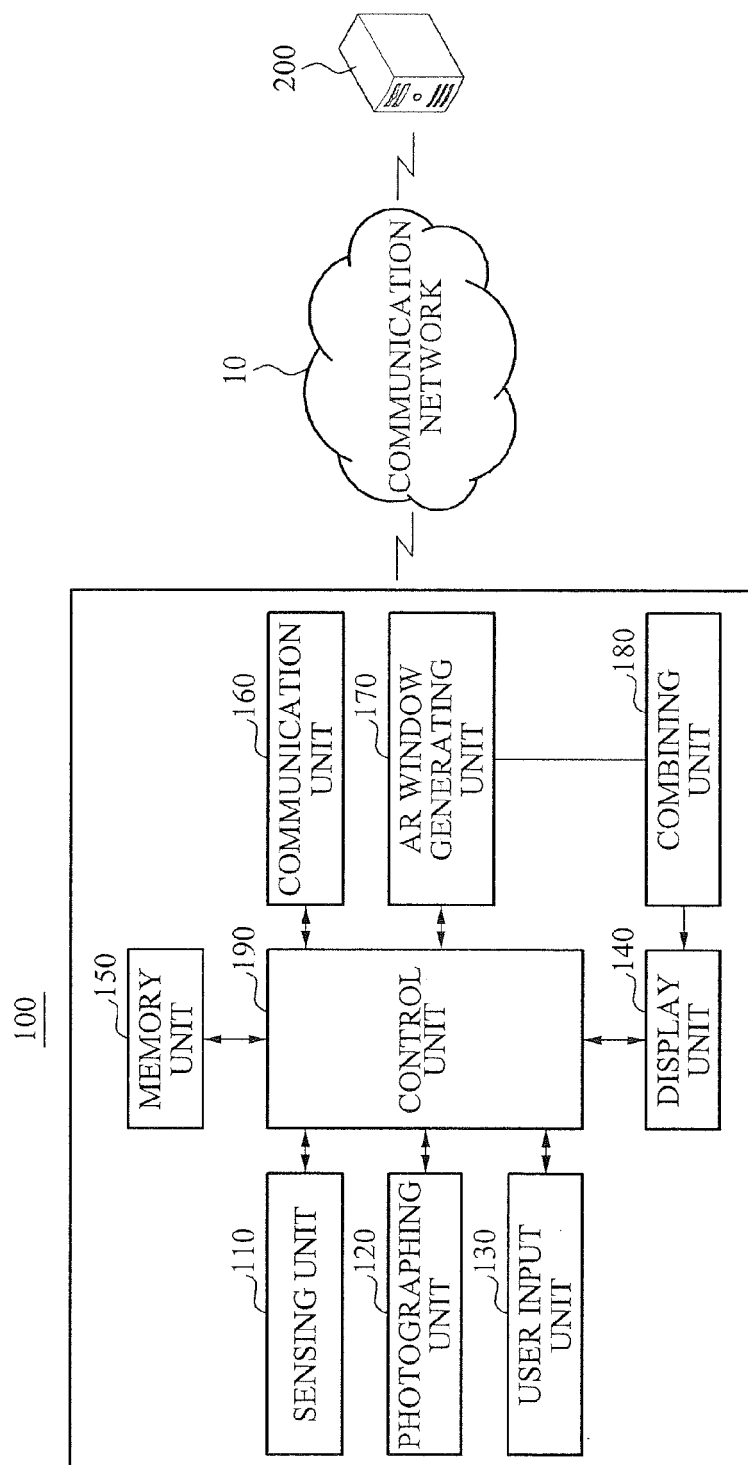 100
150
MEMORY
UNIT
110
SENSING UNIT
120
PHOTOGRAPHING
UNIT
130
USER INPUT
UNIT
190
CONTROL
UNIT
140
DISPLAY
UNIT
160
COMMUNICATION
UNIT
170
AR WINDOW
GENERATING
UNIT
180
COMBINING
UNIT
10
COMMUNICATION
NETWORK
200